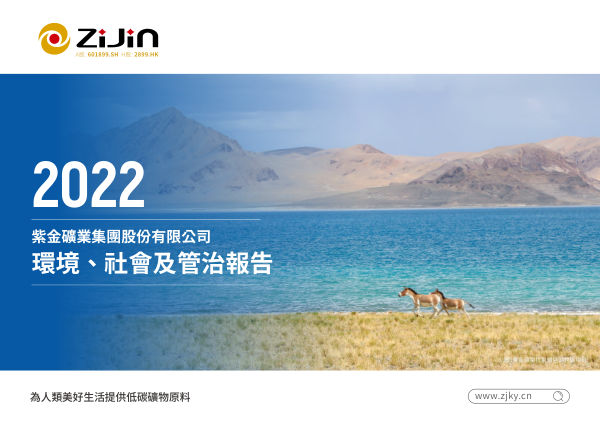 ZiJin
A股: 601899.SH H股: 2899.HK
2022
紫金礦業集團股份有限公司
環境、社會及管治報告
為人類美好生活提供低碳礦物原料
www.zjky.cn